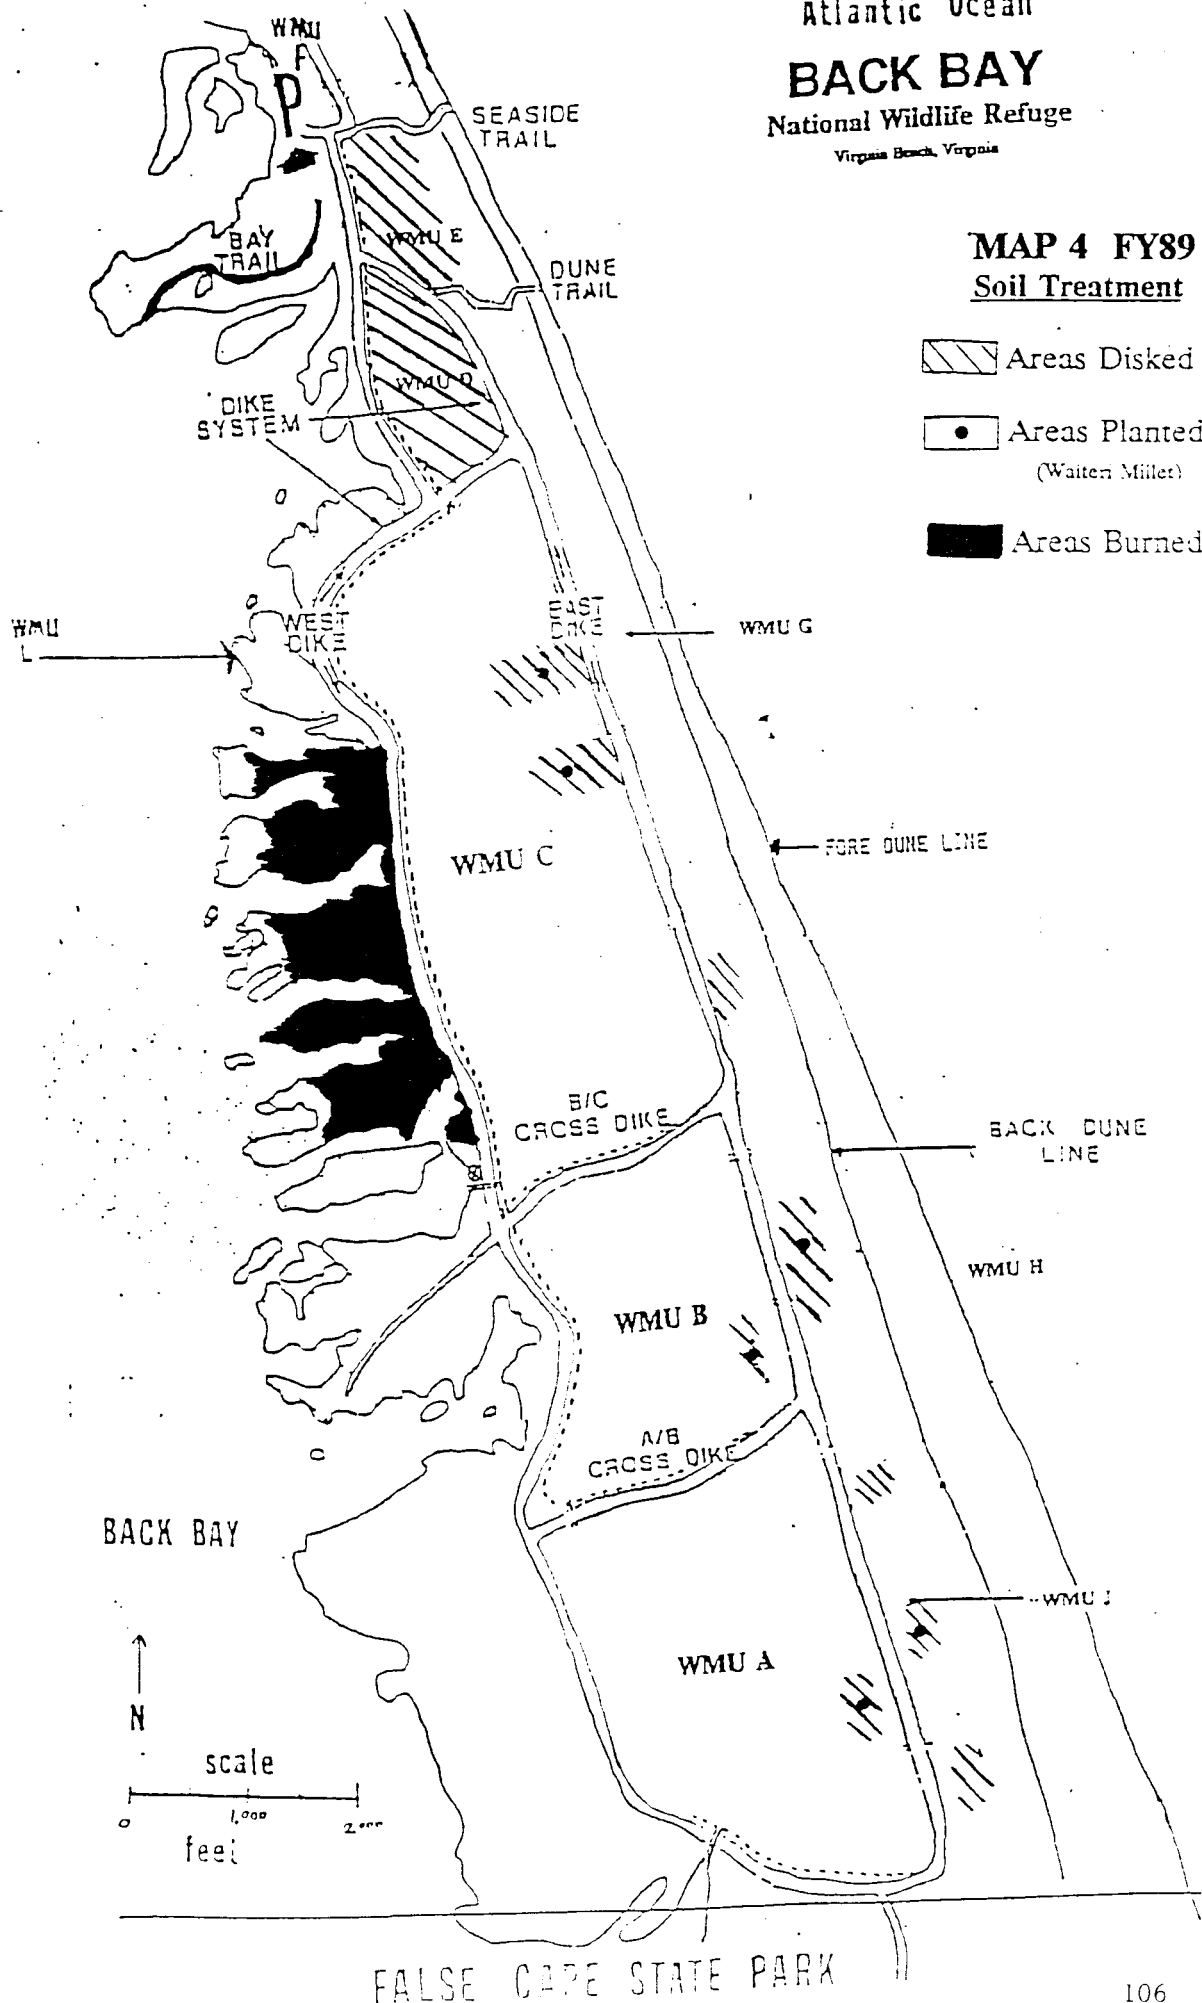 Atlantic Ocean
BACK BAY
National Wildlife Refuge
Virginia Beach, Virginia
MAP 4 FY89
Soil Treatment
Areas Disked
Areas Planted
(Walteri Millet)
Areas Burned
WMU
F
P
SEASIDE
TRAIL
WMU E
BAY
TRAIL
DUNE
TRAIL
WMU D
DIKE
SYSTEM
WMU
L
WEST
DIKE
EAST
DIKE
WMU G
WMU C
FORE DUNE LINE
B/C
CROSS DIKE
BACK DUNE
LINE
WMU H
WMU B
A/B
CROSS DIKE
BACK BAY
WMU J
WMU A
N
scale
0 1,000 2000
feet
FALSE CAPE STATE PARK
106